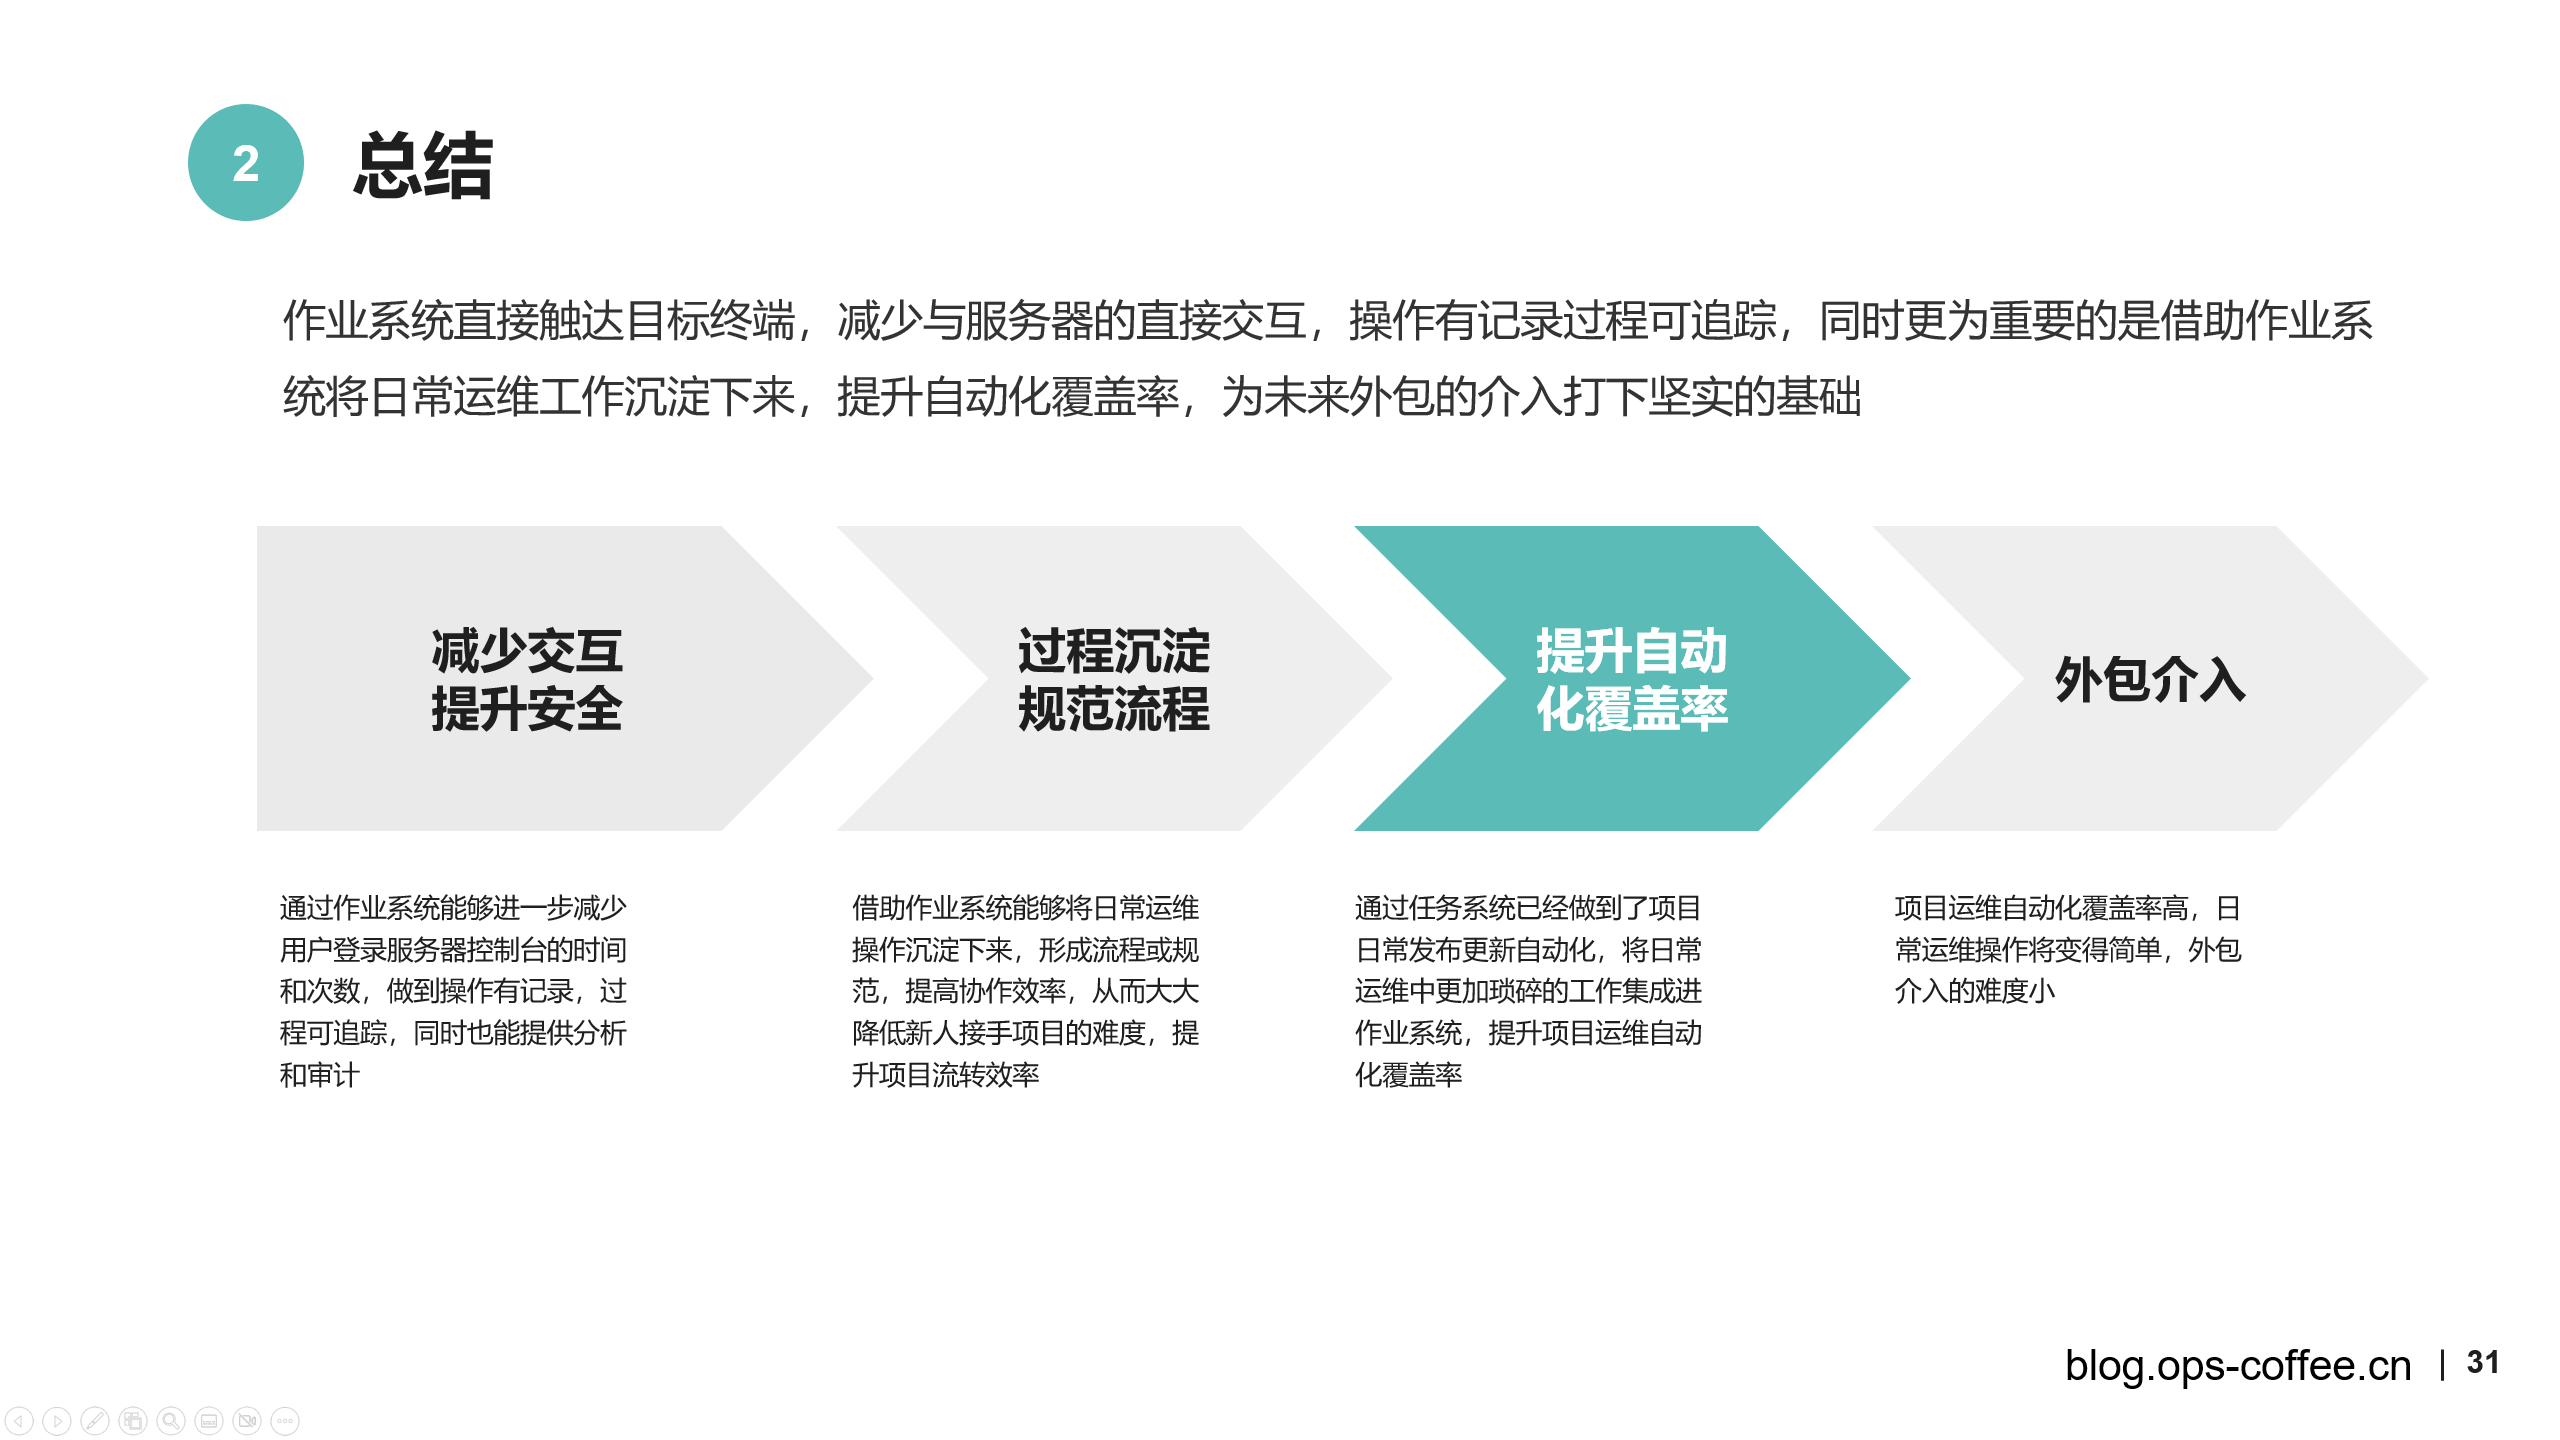 2
总结
作业系统直接触达目标终端，减少与服务器的直接交互，操作有记录过程可追踪，同时更为重要的是借助作业系
统将日常运维工作沉淀下来，提升自动化覆盖率，为未来外包的介入打下坚实的基础
减少交互
提升安全
过程沉淀
规范流程
提升自动
化覆盖率
外包介入
通过作业系统能够进一步减少
用户登录服务器控制台的时间
和次数，做到操作有记录，过
程可追踪，同时也能提供分析
和审计
借助作业系统能够将日常运维
操作沉淀下来，形成流程或规
范，提高协作效率，从而大大
降低新人接手项目的难度，提
升项目流转效率
通过任务系统已经做到了项目
日常发布更新自动化，将日常
运维中更加琐碎的工作集成进
作业系统，提升项目运维自动
化覆盖率
项目运维自动化覆盖率高，日
常运维操作将变得简单，外包
介入的难度小
blog.ops-coffee.cn | 31